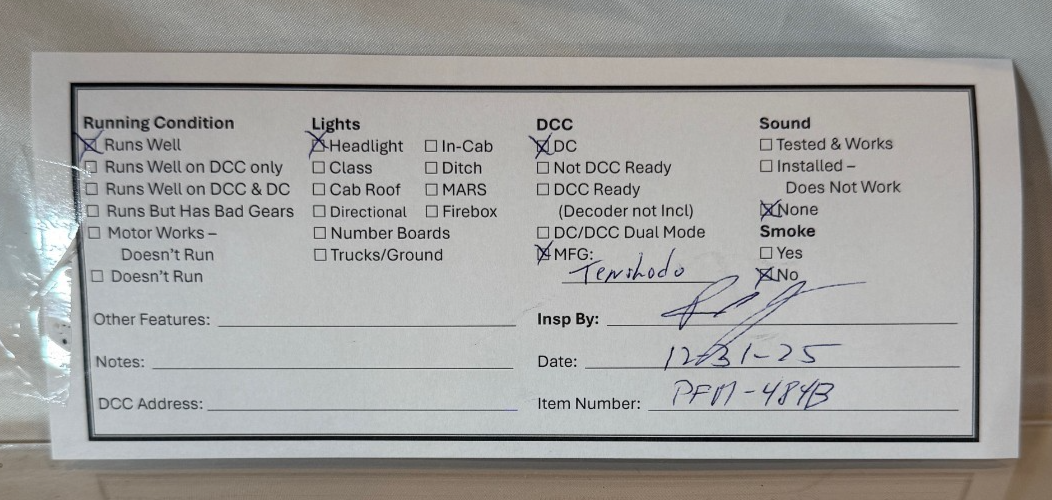 Running Condition
☒ Runs Well
☐ Runs Well on DCC only
☐ Runs Well on DCC & DC
☐ Runs But Has Bad Gears
☐ Motor Works –
Doesn't Run
☐ Doesn't Run
Lights
☒ Headlight ☐ In-Cab
☐ Class ☐ Ditch
☐ Cab Roof ☐ MARS
☐ Directional ☐ Firebox
☐ Number Boards
☐ Trucks/Ground
DCC
☒ DC
☐ Not DCC Ready
☐ DCC Ready
(Decoder not Incl)
☐ DC/DCC Dual Mode
☒ MFG:
Tenshodo
Sound
☐ Tested & Works
☐ Installed –
Does Not Work
☒ None
Smoke
☐ Yes
☒ No
Other Features:
Notes:
DCC Address:
Insp By:
Date: 12-31-25
Item Number: PFM-484B